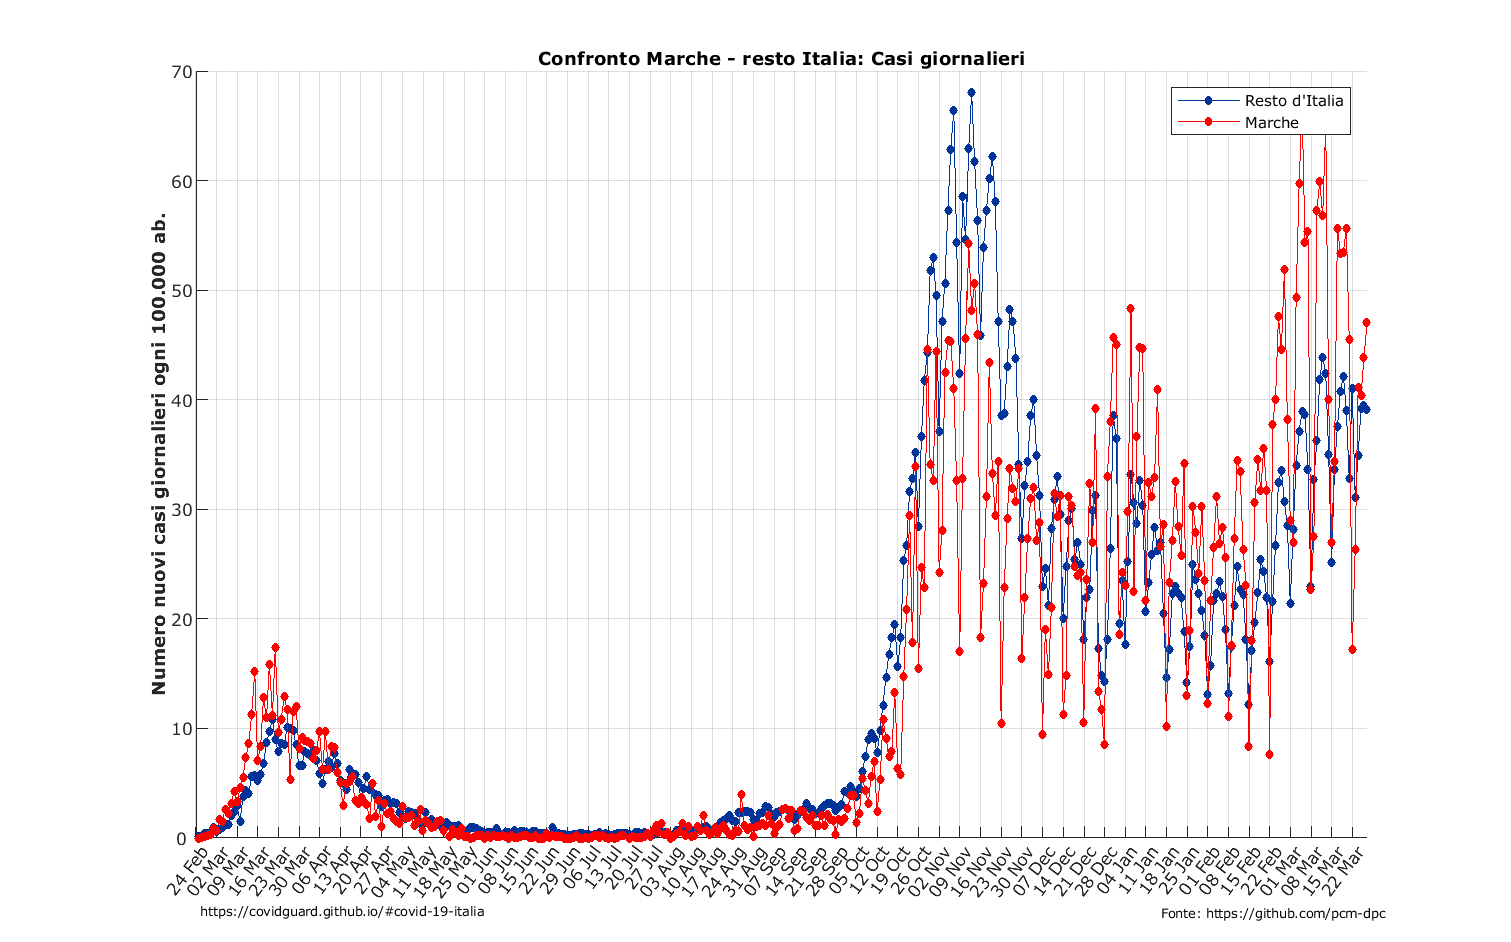 Confronto Marche - resto Italia: Casi giornalieri
Numero nuovi casi giornalieri ogni 100.000 ab.
70
60
50
40
30
20
10
0
Resto d'Italia
Marche
24 Feb
02 Mar
09 Mar
16 Mar
23 Mar
30 Mar
06 Apr
13 Apr
20 Apr
27 Apr
04 May
11 May
18 May
25 May
01 Jun
08 Jun
15 Jun
22 Jun
29 Jun
06 Jul
13 Jul
20 Jul
27 Jul
03 Aug
10 Aug
17 Aug
24 Aug
31 Aug
07 Sep
14 Sep
21 Sep
28 Sep
05 Oct
12 Oct
19 Oct
26 Oct
02 Nov
09 Nov
16 Nov
23 Nov
30 Nov
07 Dec
14 Dec
21 Dec
28 Dec
04 Jan
11 Jan
18 Jan
25 Jan
01 Feb
08 Feb
15 Feb
22 Feb
01 Mar
08 Mar
15 Mar
22 Mar
https://covidguard.github.io/#covid-19-italia
Fonte: https://github.com/pcm-dpc